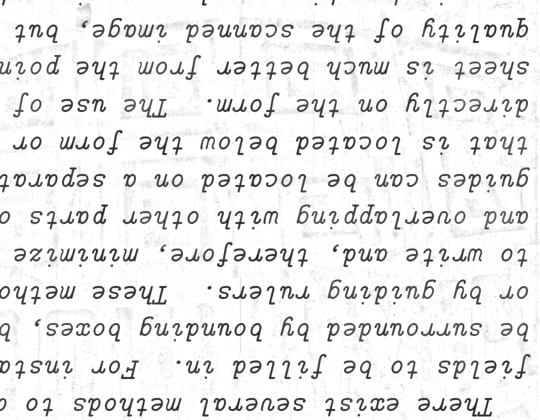 There exist several methods to
fields to be filled in. For insta
be surrounded by bounding boxes, b
or by guiding rulers. These metho
to write and, therefore, minimize
and overlapping with other parts o
guides can be located on a separat
that is located below the form or
directly on the form. The use of
sheet is much better from the poin
quality of the scanned image, but